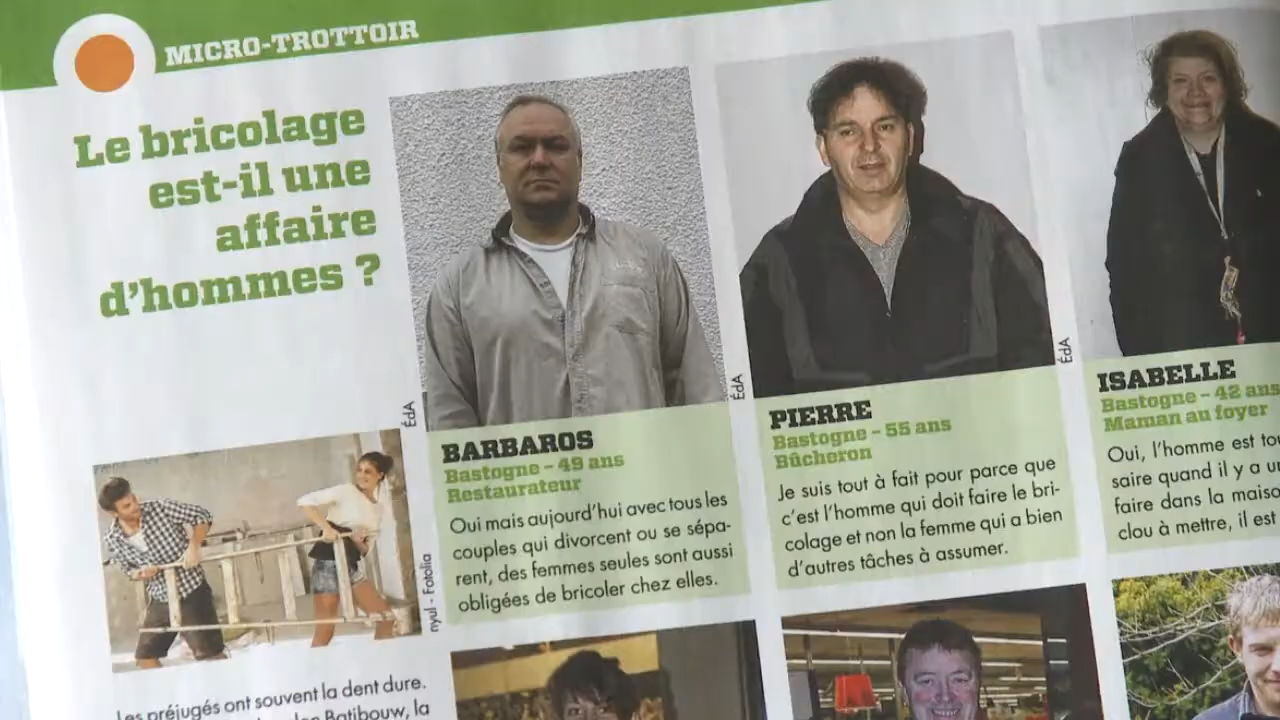 MICRO-TROTTOIR
Le bricolage
est-il une
affaire
d'hommes ?
ÉdA
ÉdA
ÉdA
nyul - Fotolia
BARBAROS
Bastogne – 49 ans
Restaurateur
Oui mais aujourd'hui avec tous les
couples qui divorcent ou se sépa-
rent, des femmes seules sont aussi
obligées de bricoler chez elles.
PIERRE
Bastogne – 55 ans
Bûcheron
Je suis tout à fait pour parce que
c'est l'homme qui doit faire le bri-
colage et non la femme qui a bien
d'autres tâches à assumer.
ISABELLE
Bastogne – 42 ans
Maman au foyer
Oui, l'homme est
saire quand il y a
faire dans la
clou à mettre, il est
Les préjugés ont souvent la dent dure.
Batibouw, la